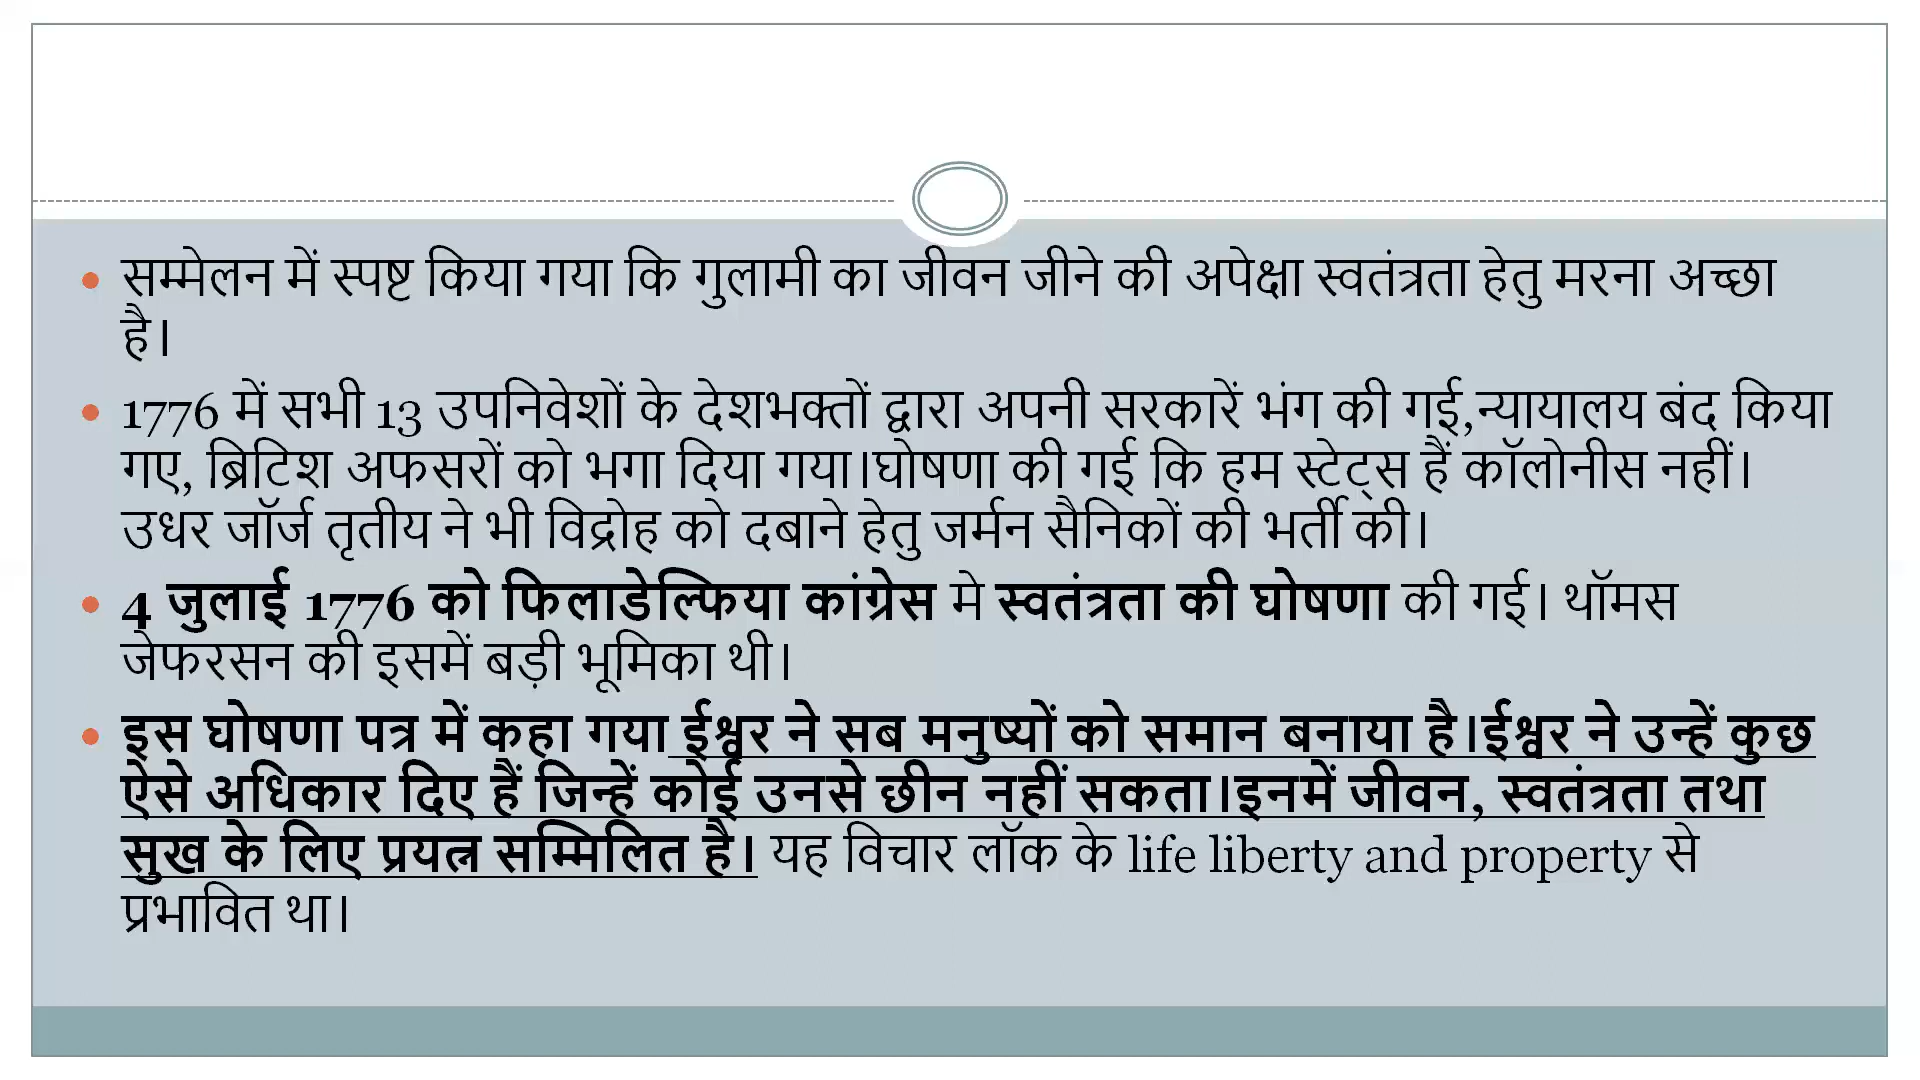 सम्मेलन में स्पष्ट किया गया कि गुलामी का जीवन जीने की अपेक्षा स्वतंत्रता हेतु मरना अच्छा
है।
1776 में सभी 13 उपनिवेशों के देशभक्तों द्वारा अपनी सरकारें भंग की गई,न्यायालय बंद किया
गए, ब्रिटिश अफसरों को भगा दिया गया।घोषणा की गई कि हम स्टेट्स हैं कॉलोनीस नहीं।
उधर जॉर्ज तृतीय ने भी विद्रोह को दबाने हेतु जर्मन सैनिकों की भर्ती की।
4 जुलाई 1776 को फिलाडेल्फिया कांग्रेस मे स्वतंत्रता की घोषणा की गई। थॉमस
जेफरसन की इसमें बड़ी भूमिका थी।
इस घोषणा पत्र में कहा गया ईश्वर ने सब मनुष्यों को समान बनाया है।ईश्वर ने उन्हें कुछ
ऐसे अधिकार दिए हैं जिन्हें कोई उनसे छीन नहीं सकता।इनमें जीवन, स्वतंत्रता तथा
सुख के लिए प्रयत्न सम्मिलित है। यह विचार लॉक के life liberty and property से
प्रभावित था।